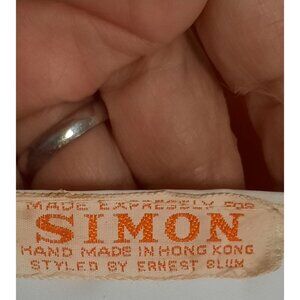 MADE EXPRESSLY FOR
SIMON
HAND MADE IN HONG KONG
STYLED BY ERNEST BLUM